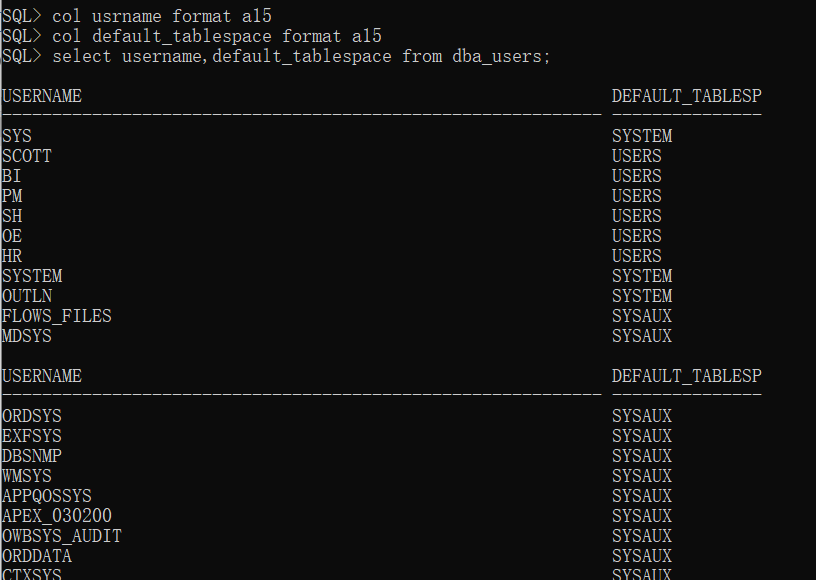 SQL> col usrname format a15
SQL> col default_tablespace format a15
SQL> select username,default_tablespace from dba_users;
USERNAME DEFAULT_TABLESP
------------------------------------------------------------ ---------------
SYS SYSTEM
SCOTT USERS
BI USERS
PM USERS
SH USERS
OE USERS
HR USERS
SYSTEM SYSTEM
OUTLN SYSTEM
FLOWS_FILES SYSAUX
MDSYS SYSAUX
USERNAME DEFAULT_TABLESP
------------------------------------------------------------ ---------------
ORDSYS SYSAUX
EXFSYS SYSAUX
DBSNMP SYSAUX
WMSYS SYSAUX
APPQOSSYS SYSAUX
APEX_030200 SYSAUX
OWBSYS_AUDIT SYSAUX
ORDDATA SYSAUX
CTXSYS SYSAUX